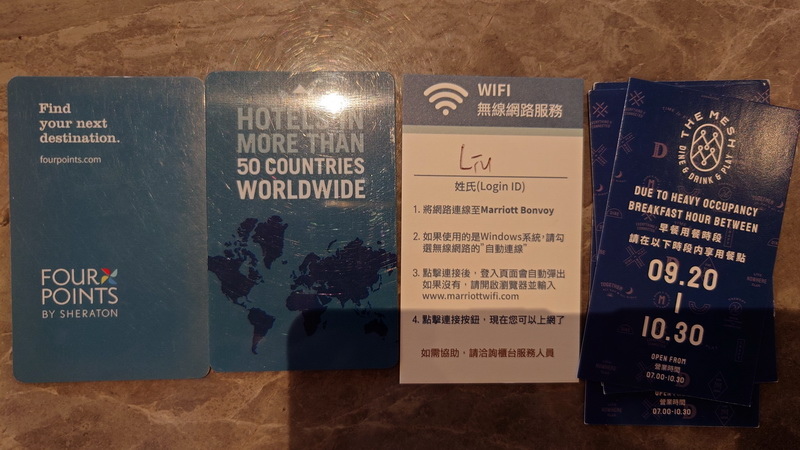 Find
your next
destination.
fourpoints.com
FOUR
POINTS
BY SHERATON
HOTELS IN
MORE THAN
50 COUNTRIES
WORLDWIDE
WIFI
無線網路服務
Liu
姓氏(Login ID)
1. 將網路連線至Marriott Bonvoy
2. 如果使用的是Windows系統,請勾
選無線網路的"自動連線"
3. 點擊連接後，登入頁面會自動彈出
如果沒有，請開啟瀏覽器並輸入
www.marriottwifi.com
4. 點擊連接按鈕，現在您可以上網了
如需協助，請洽詢櫃台服務人員
THE MESH
DINE & DRINK & PLAY
DUE TO HEAVY OCCUPANCY
BREAKFAST HOUR BETWEEN
早餐用餐時段
請在以下時段內享用餐點
09.20
|
10.30
OPEN FROM
營業時間
07.00-10.30
營業時間
07.00-10.30